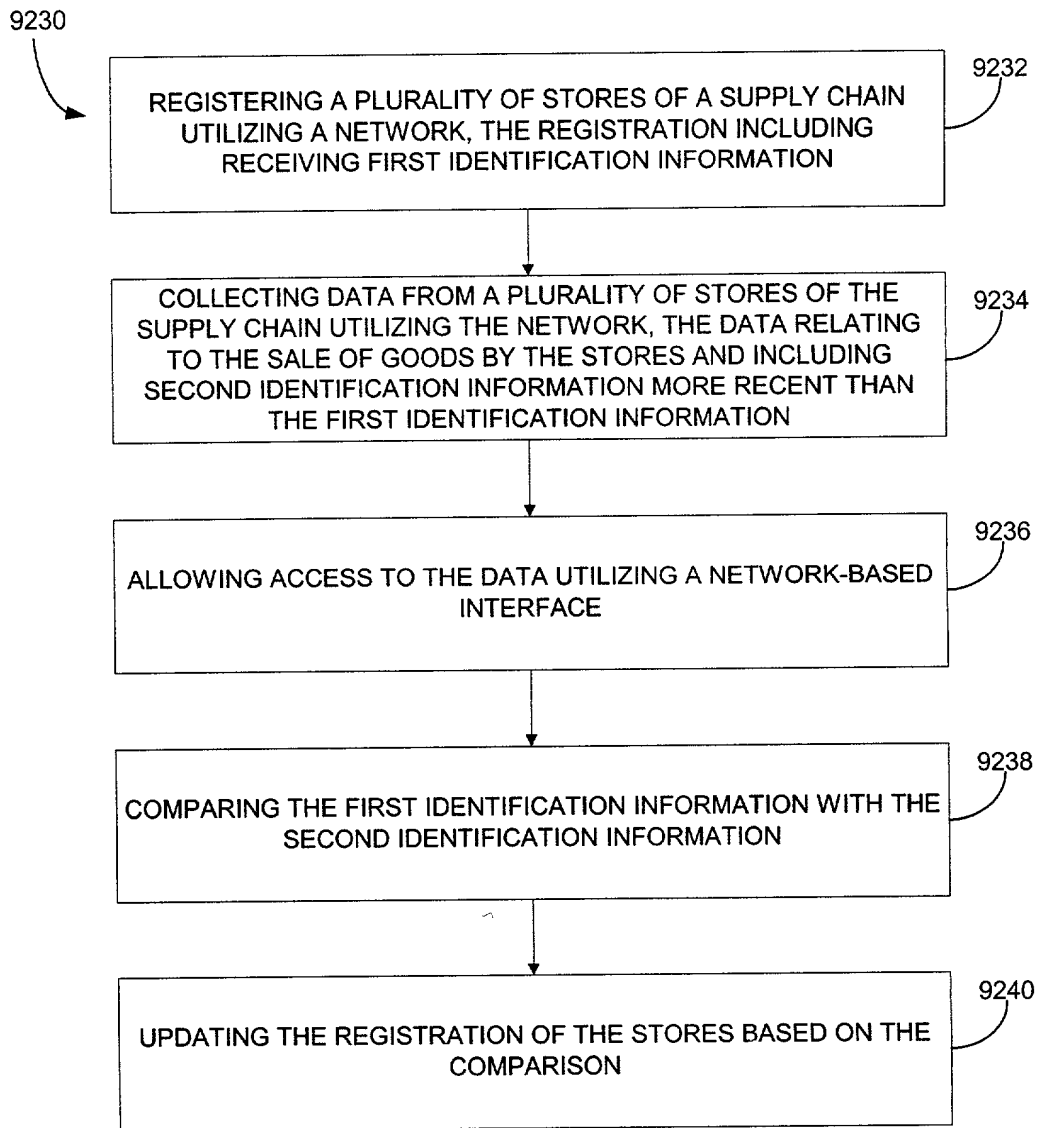 9230
REGISTERING A PLURALITY OF STORES OF A SUPPLY CHAIN
UTILIZING A NETWORK, THE REGISTRATION INCLUDING
RECEIVING FIRST IDENTIFICATION INFORMATION
9232
COLLECTING DATA FROM A PLURALITY OF STORES OF THE
SUPPLY CHAIN UTILIZING THE NETWORK, THE DATA RELATING
TO THE SALE OF GOODS BY THE STORES AND INCLUDING
SECOND IDENTIFICATION INFORMATION MORE RECENT THAN
THE FIRST IDENTIFICATION INFORMATION
9234
ALLOWING ACCESS TO THE DATA UTILIZING A NETWORK-BASED
INTERFACE
9236
COMPARING THE FIRST IDENTIFICATION INFORMATION WITH THE
SECOND IDENTIFICATION INFORMATION
9238
UPDATING THE REGISTRATION OF THE STORES BASED ON THE
COMPARISON
9240